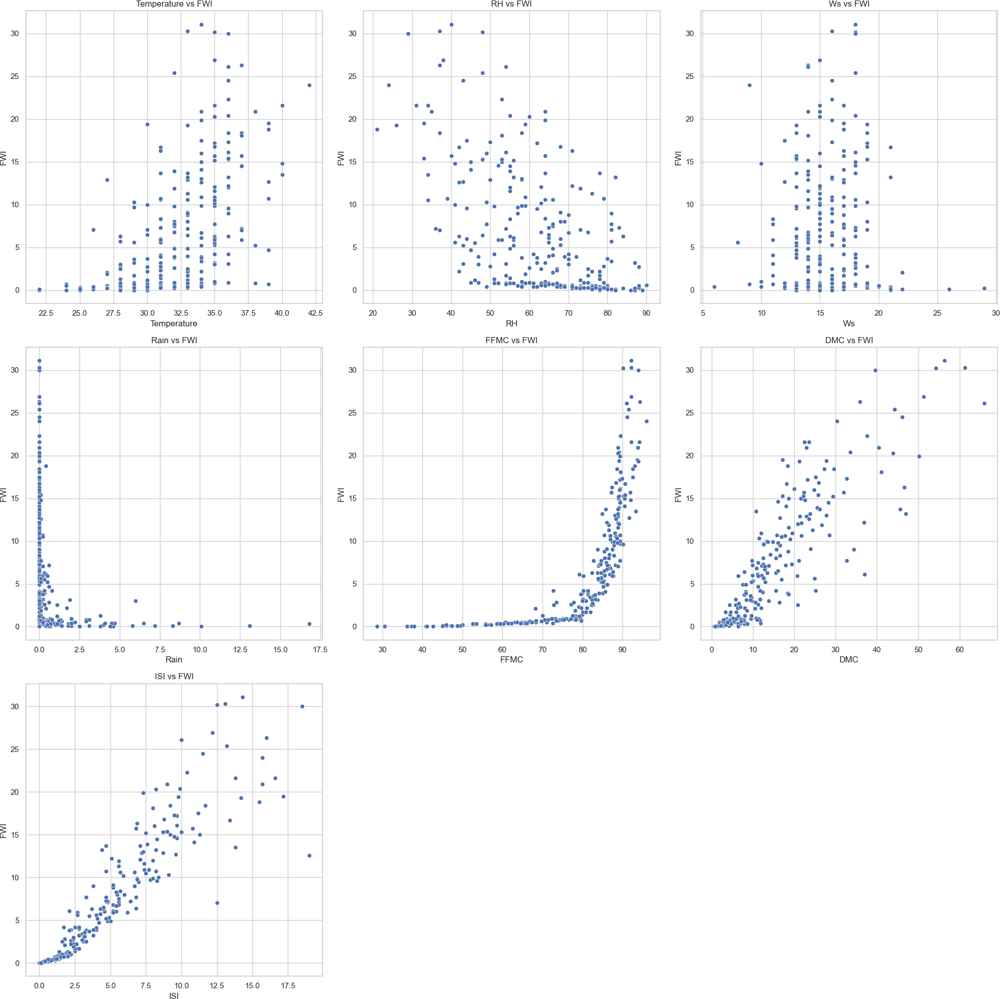 Temperature vs FWI
RH vs FWI
Ws vs FWI
FWI
30
25
20
15
10
5
0
22.5 25.0 27.5 30.0 32.5 35.0 37.5 40.0 42.5
Temperature
FWI
30
25
20
15
10
5
0
20 30 40 50 60 70 80 90
RH
FWI
30
25
20
15
10
5
0
5 10 15 20 25 30
Ws
Rain vs FWI
FFMC vs FWI
DMC vs FWI
FWI
30
25
20
15
10
5
0
0.0 2.5 5.0 7.5 10.0 12.5 15.0 17.5
Rain
FWI
30
25
20
15
10
5
0
30 40 50 60 70 80 90
FFMC
FWI
30
25
20
15
10
5
0
0 10 20 30 40 50 60
DMC
ISI vs FWI
FWI
30
25
20
15
10
5
0
0.0 2.5 5.0 7.5 10.0 12.5 15.0 17.5
ISI